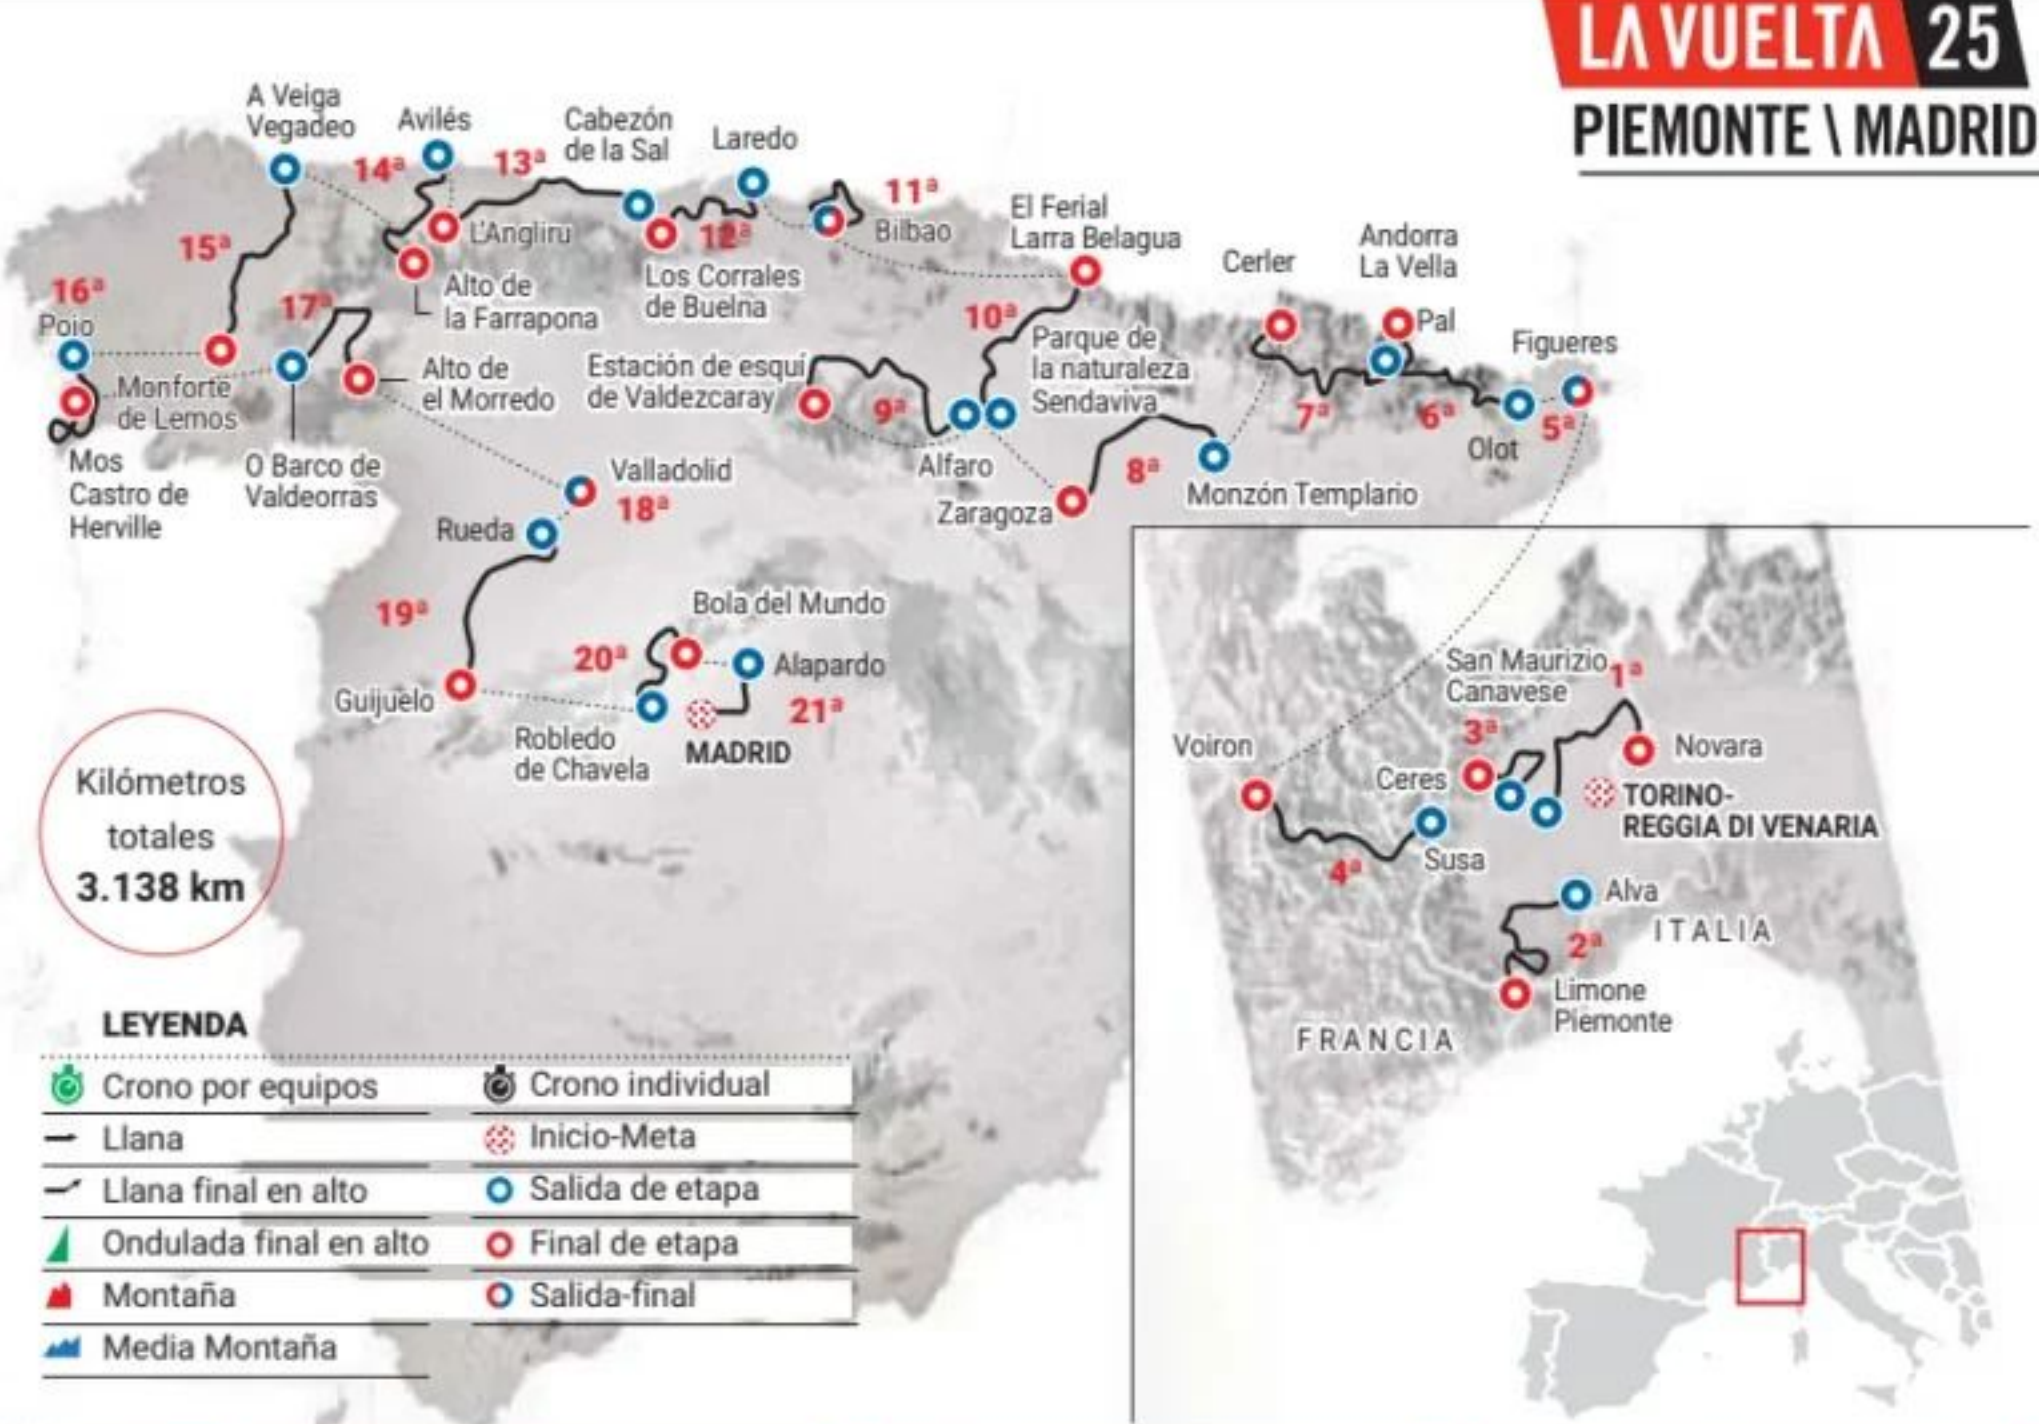 LA VUELTA 25
PIEMONTE \ MADRID
A Veiga
Vegadeo
Avilés
Cabezón
de la Sal
Laredo
14ª
13ª
11ª
Bilbao
El Ferial
Larra Belagua
Cerler
Andorra
La Vella
15ª
L'Angliru
12ª
Los Corrales
de Buelna
16ª
Poio
17ª
Alto de
la Farrapona
10ª
Parque de
la naturaleza
Sendaviva
Pal
Figueres
Monforte
de Lemos
Alto de
el Morredo
Estación de esquí
de Valdezcaray
9ª
7ª
6ª
5ª
Olot
Mos
Castro de
Herville
O Barco de
Valdeorras
Valladolid
18ª
Alfaro
Zaragoza
8ª
Monzón Templario
Rueda
19ª
Bola del Mundo
20ª
Alapardo
Guijuelo
21ª
Robledo
de Chavela
MADRID
San Maurizio
Canavese
1ª
3ª
Voiron
Novara
Ceres
TORINO-
REGGIA DI VENARIA
Susa
4ª
Alva
ITALIA
2ª
Limone
Piemonte
FRANCIA
Kilómetros
totales
3.138 km
LEYENDA
Crono por equipos
Crono individual
Llana
Inicio-Meta
Llana final en alto
Salida de etapa
Ondulada final en alto
Final de etapa
Montaña
Salida-final
Media Montaña